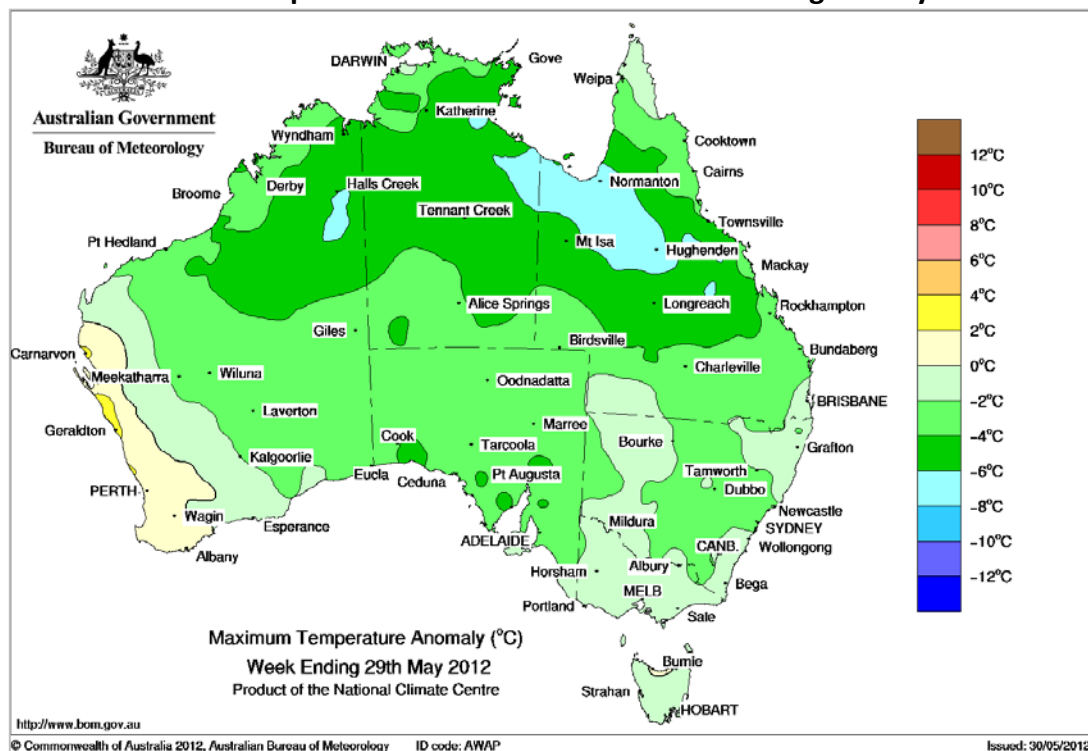 Australian Government
Bureau of Meteorology
DARWIN
Gove
Weipa
Katherine
Wyndham
Cooktown
Cairns
Derby
Halls Creek
Normanton
Broome
Tennant Creek
Townsville
Pt Hedland
Mt Isa
Hughenden
Mackay
Alice Springs
Longreach
Rockhampton
Giles
Birdsville
Carnarvon
Bundaberg
Meekatharra
Wiluna
Oodnadatta
Charleville
Laverton
BRISBANE
Geraldton
Marree
Cook
Tarcoola
Bourke
Grafton
Kalgoorlie
Eucla
Ceduna
Pt Augusta
Tamworth
Dubbo
PERTH
Wagin
Esperance
Mildura
Newcastle
SYDNEY
ADELAIDE
CANB.
Wollongong
Albany
Horsham
Albury
Bega
MELB
Portland
Sale
Burnie
Strahan
HOBART
12°C
10°C
8°C
6°C
4°C
2°C
0°C
-2°C
-4°C
-6°C
-8°C
-10°C
-12°C
Maximum Temperature Anomaly (°C)
Week Ending 29th May 2012
Product of the National Climate Centre
http://www.bom.gov.au
© Commonwealth of Australia 2012, Australian Bureau of Meteorology ID code: AWAP Issued: 30/05/2012